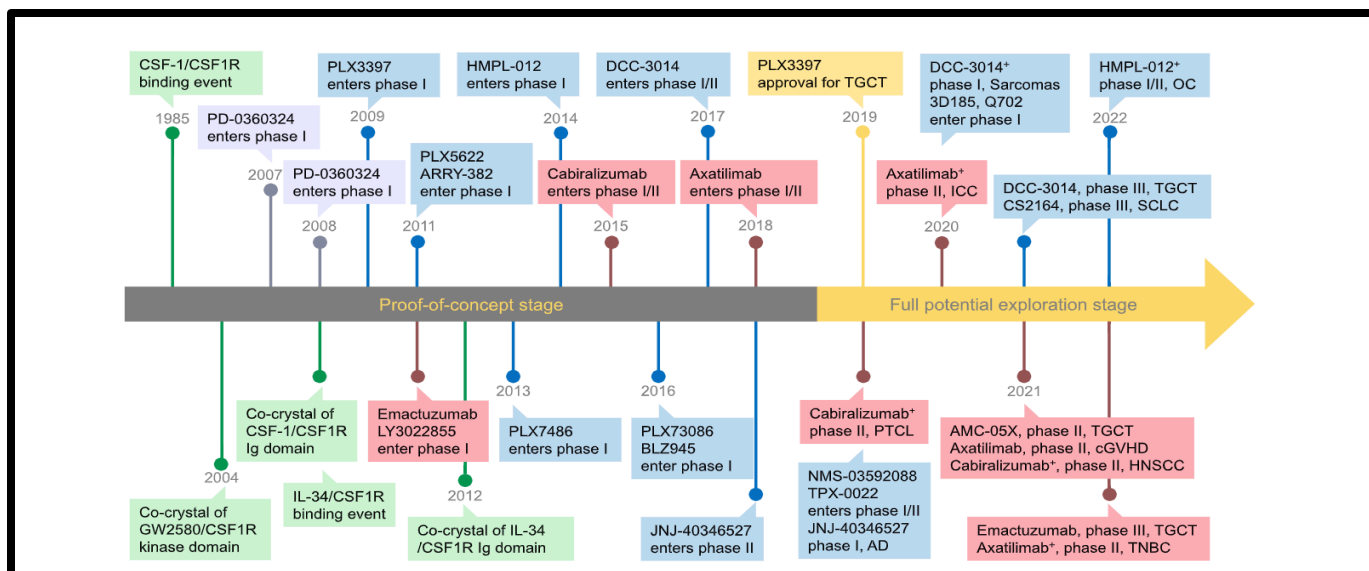 CSF-1/CSF1R
binding event
1985
PD-0360324
enters phase I
2007
PD-0360324
enters phase I
2008
PLX3397
enters phase I
2009
PLX5622
ARRY-382
enter phase I
2011
HMPL-012
enters phase I
2014
Cabiralizumab
enters phase I/II
2015
DCC-3014
enters phase I/II
2017
Axatilimab
enters phase I/II
2018
PLX3397
approval for TGCT
2019
Axatilimab⁺
phase II, ICC
2020
DCC-3014⁺
phase I, Sarcomas
3D185, Q702
enter phase I
DCC-3014, phase III, TGCT
CS2164, phase III, SCLC
HMPL-012⁺
phase I/II, OC
2022
Proof-of-concept stage
Full potential exploration stage
2004
Co-crystal of
GW2580/CSF1R
kinase domain
Co-crystal of
CSF-1/CSF1R
Ig domain
IL-34/CSF1R
binding event
Emactuzumab
LY3022855
enter phase I
2012
Co-crystal of IL-34
/CSF1R Ig domain
2013
PLX7486
enters phase I
2016
PLX73086
BLZ945
enter phase I
JNJ-40346527
enters phase II
Cabiralizumab⁺
phase II, PTCL
NMS-03592088
TPX-0022
enters phase I/II
JNJ-40346527
phase I, AD
2021
AMC-05X, phase II, TGCT
Axatilimab, phase II, cGVHD
Cabiralizumab⁺, phase II, HNSCC
Emactuzumab, phase III, TGCT
Axatilimab⁺, phase II, TNBC